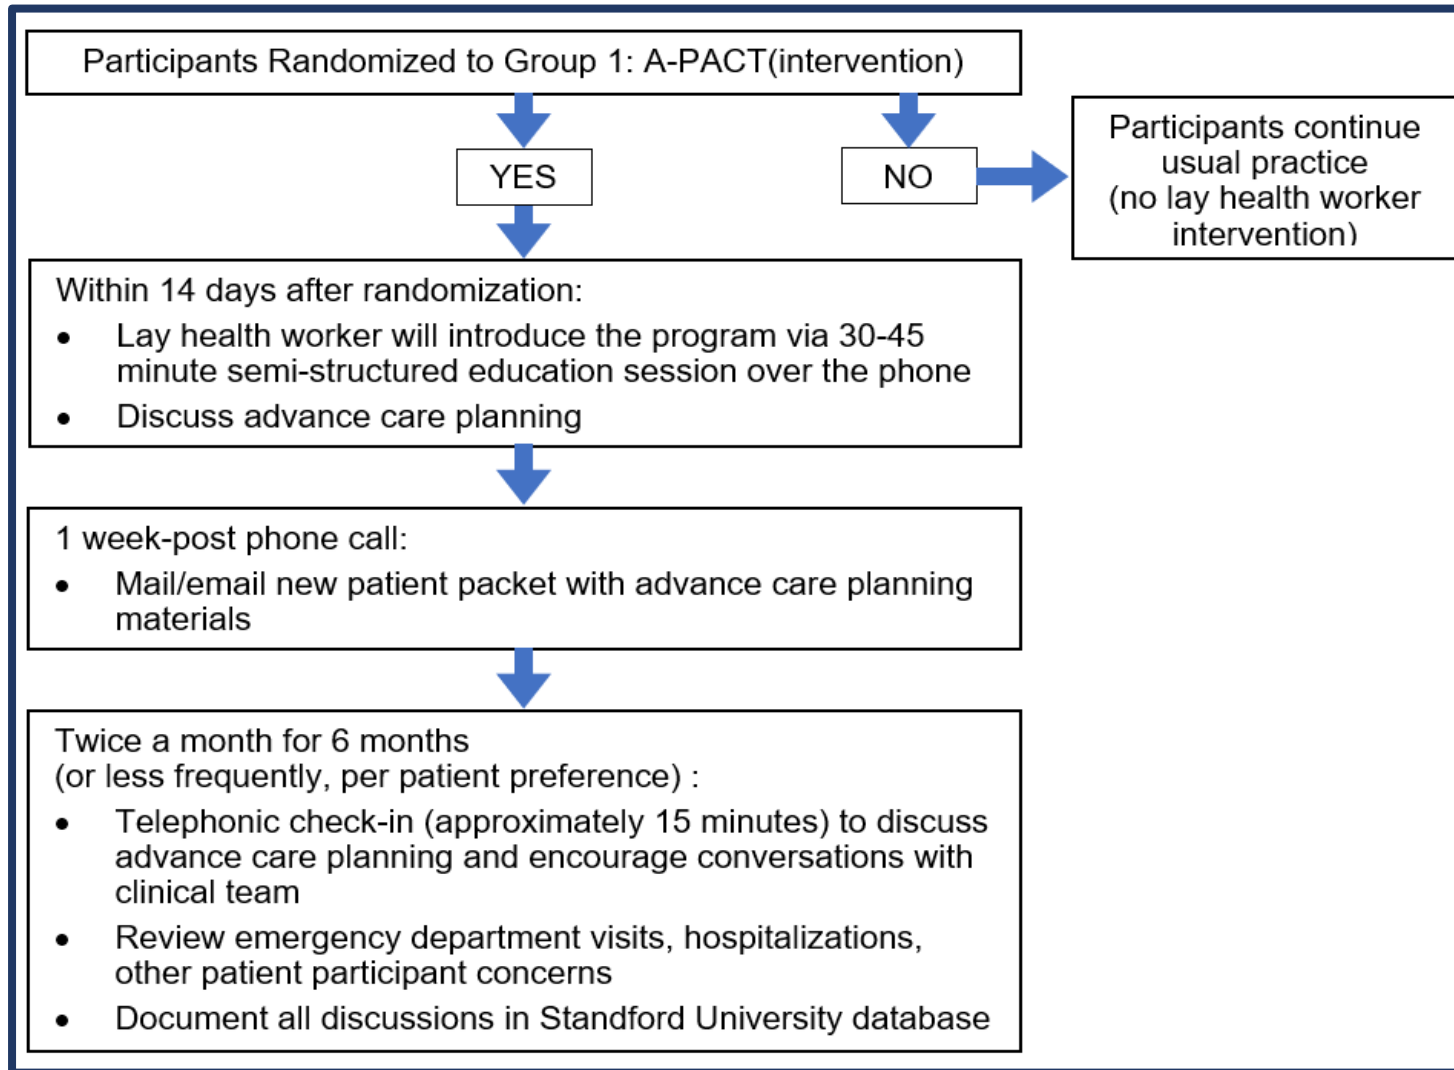 Participants Randomized to Group 1: A-PACT(intervention)
YES
NO
Participants continue
usual practice
(no lay health worker
intervention)
Within 14 days after randomization:
• Lay health worker will introduce the program via 30-45
minute semi-structured education session over the phone
• Discuss advance care planning
1 week-post phone call:
• Mail/email new patient packet with advance care planning
materials
Twice a month for 6 months
(or less frequently, per patient preference) :
• Telephonic check-in (approximately 15 minutes) to discuss
advance care planning and encourage conversations with
clinical team
• Review emergency department visits, hospitalizations,
other patient participant concerns
• Document all discussions in Standford University database